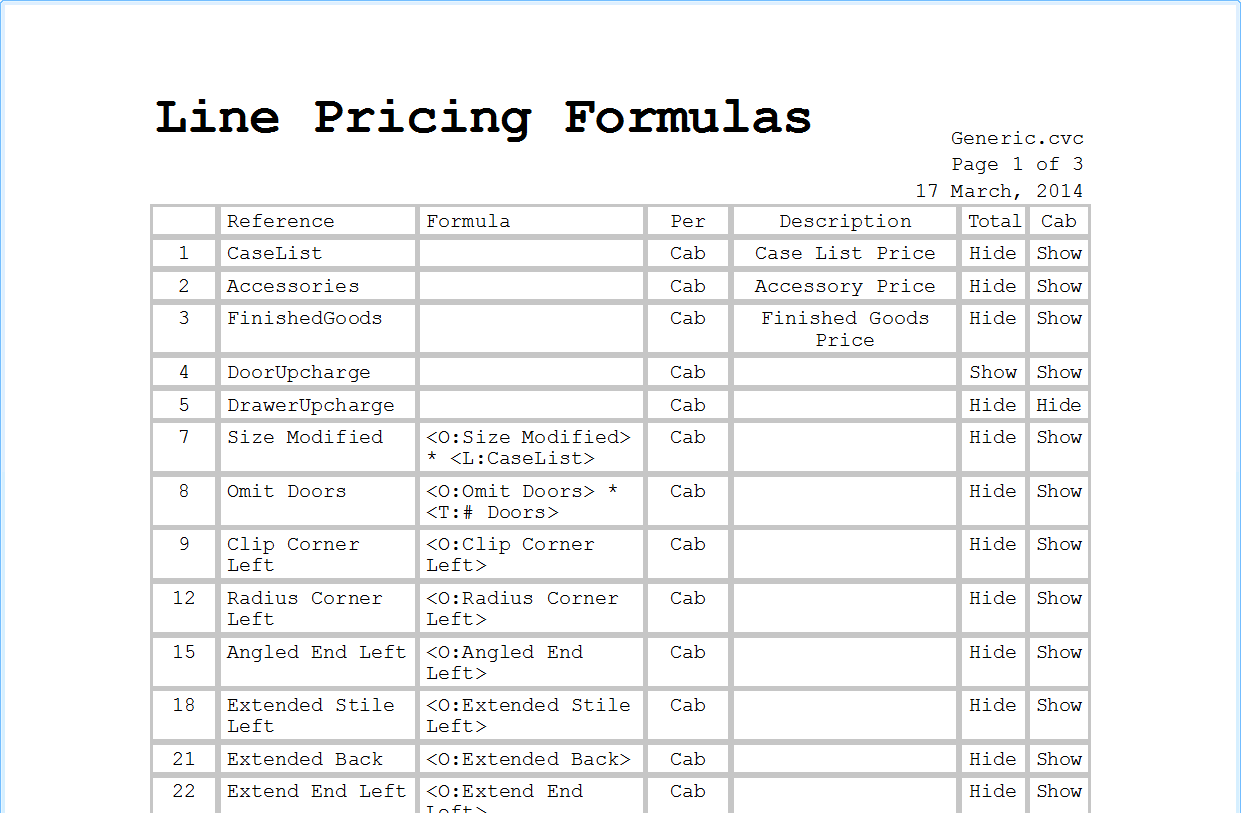 Line Pricing Formulas
Generic.cvc
Page 1 of 3
17 March, 2014
Reference Formula Per Description Total Cab
1 CaseList Cab Case List Price Hide Show
2 Accessories Cab Accessory Price Hide Show
3 FinishedGoods Cab Finished Goods Hide Show
Price
4 DoorUpcharge Cab Show Show
5 DrawerUpcharge Cab Hide Hide
7 Size Modified <O:Size Modified> Cab Hide Show
* <L:CaseList>
8 Omit Doors <O:Omit Doors> * Cab Hide Show
<T:# Doors>
9 Clip Corner <O:Clip Corner Cab Hide Show
Left Left>
12 Radius Corner <O:Radius Corner Cab Hide Show
Left Left>
15 Angled End Left <O:Angled End Cab Hide Show
Left>
18 Extended Stile <O:Extended Stile Cab Hide Show
Left Left>
21 Extended Back <O:Extended Back> Cab Hide Show
22 Extend End Left <O:Extend End Cab Hide Show
Left>